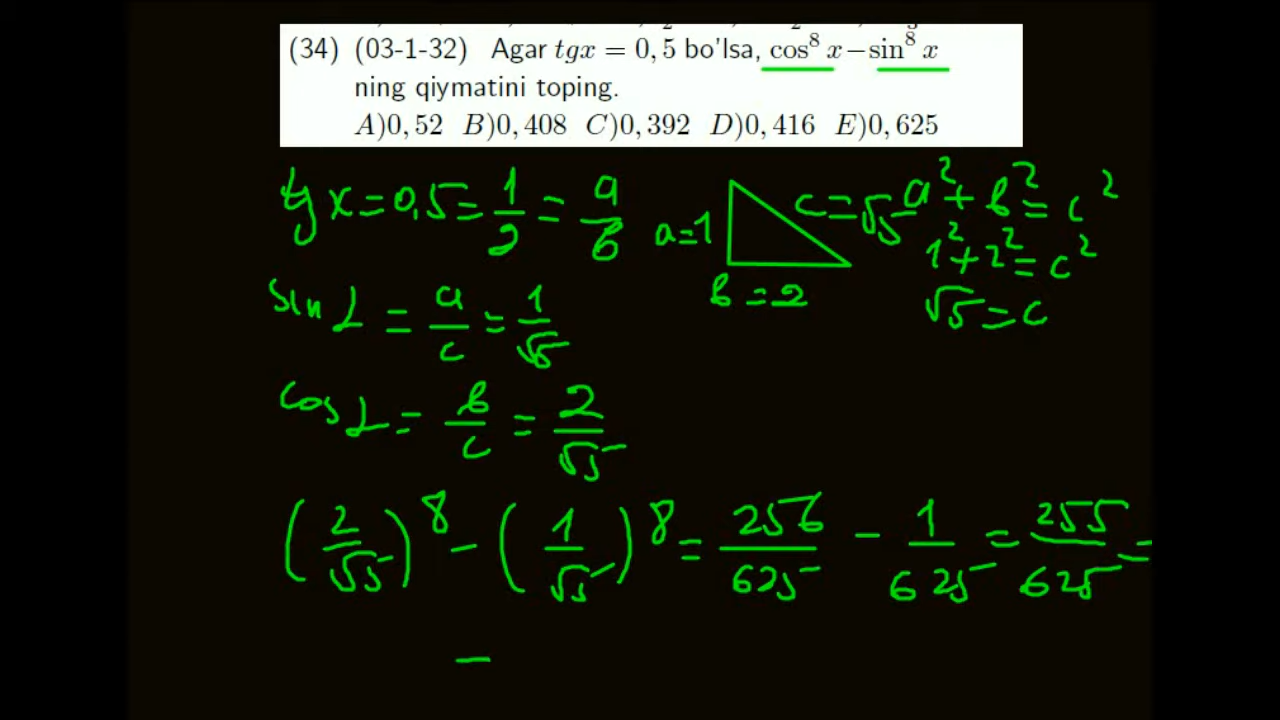 (34) (03-1-32) Agar tgx = 0, 5 bo'lsa, cos⁸ x − sin⁸ x
ning qiymatini toping.
A)0, 52 B)0, 408 C)0, 392 D)0, 416 E)0, 625
tg x = 0,5 = 1/2 = a/b
a=1
c = √5
b = 2
a² + b² = c²
1² + 2² = c²
√5 = c
sin L = a/c = 1/√5
cos L = b/c = 2/√5
(2/√5)⁸ − (1/√5)⁸ = 256/625 − 1/625 = 255/625 =
−